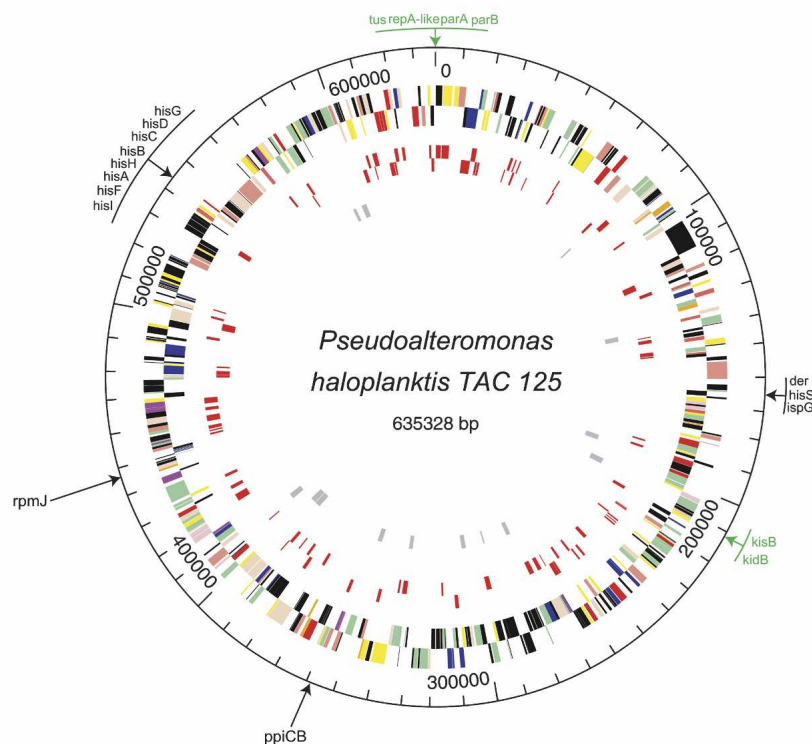 tus repA-like parA parB
0
600000
hisG
hisD
hisC
hisB
hisH
hisA
hisF
hisI
100000
500000
Pseudoalteromonas
haloplanktis TAC 125
635328 bp
der
hisS
ispG
rpmJ
200000
kisB
kidB
400000
300000
ppiCB